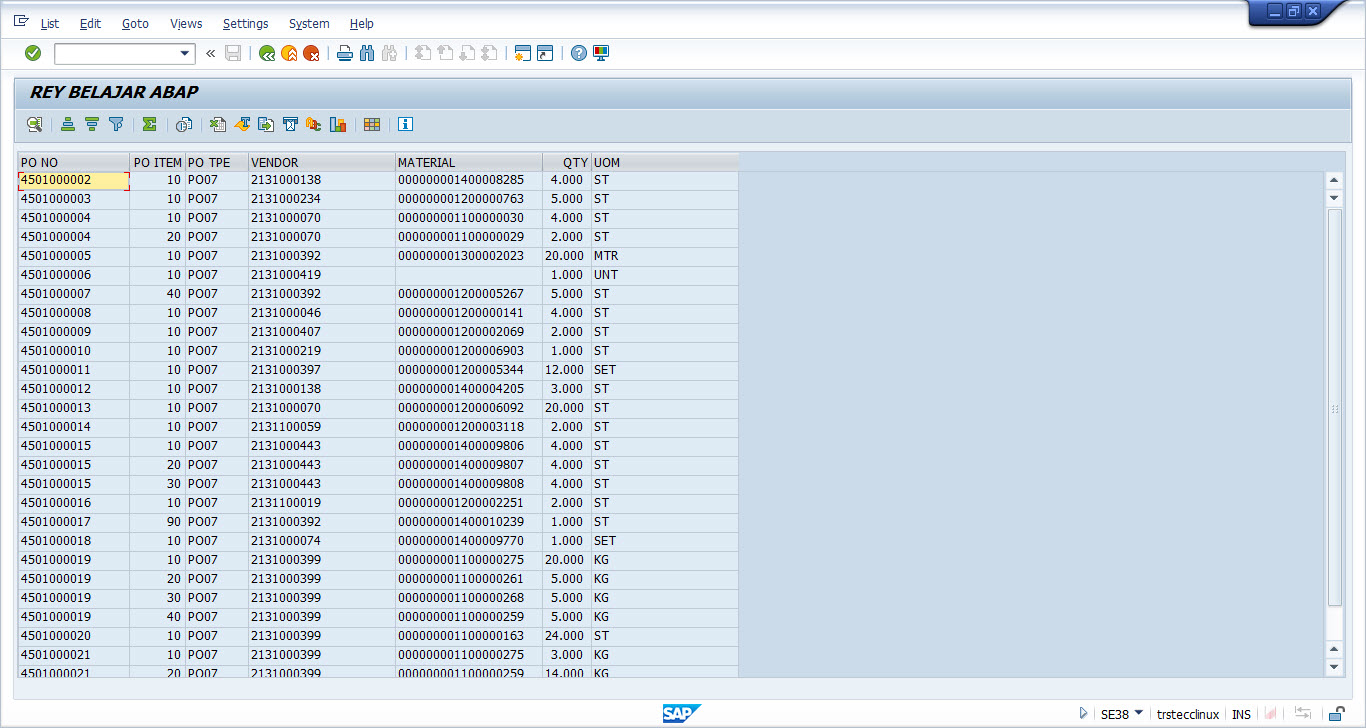 List Edit Goto Views Settings System Help
REY BELAJAR ABAP
PO NO PO ITEM PO TPE VENDOR MATERIAL QTY UOM
4501000002 10 PO07 2131000138 000000001400008285 4.000 ST
4501000003 10 PO07 2131000234 000000001200000763 5.000 ST
4501000004 10 PO07 2131000070 000000001100000030 4.000 ST
4501000004 20 PO07 2131000070 000000001100000029 2.000 ST
4501000005 10 PO07 2131000392 000000001300002023 20.000 MTR
4501000006 10 PO07 2131000419 1.000 UNT
4501000007 40 PO07 2131000392 000000001200005267 5.000 ST
4501000008 10 PO07 2131000046 000000001200000141 4.000 ST
4501000009 10 PO07 2131000407 000000001200002069 2.000 ST
4501000010 10 PO07 2131000219 000000001200006903 1.000 ST
4501000011 10 PO07 2131000397 000000001200005344 12.000 SET
4501000012 10 PO07 2131000138 000000001400004205 3.000 ST
4501000013 10 PO07 2131000070 000000001200006092 20.000 ST
4501000014 10 PO07 2131100059 000000001200003118 2.000 ST
4501000015 10 PO07 2131000443 000000001400009806 4.000 ST
4501000015 20 PO07 2131000443 000000001400009807 4.000 ST
4501000015 30 PO07 2131000443 000000001400009808 4.000 ST
4501000016 10 PO07 2131100019 000000001200002251 2.000 ST
4501000017 90 PO07 2131000392 000000001400010239 1.000 ST
4501000018 10 PO07 2131000074 000000001400009770 1.000 SET
4501000019 10 PO07 2131000399 000000001100000275 20.000 KG
4501000019 20 PO07 2131000399 000000001100000261 5.000 KG
4501000019 30 PO07 2131000399 000000001100000268 5.000 KG
4501000019 40 PO07 2131000399 000000001100000259 5.000 KG
4501000020 10 PO07 2131000399 000000001100000163 24.000 ST
4501000021 10 PO07 2131000399 000000001100000275 3.000 KG
4501000021 20 PO07 2131000399 000000001100000259 14.000 KG
SAP SE38 trstecclinux INS